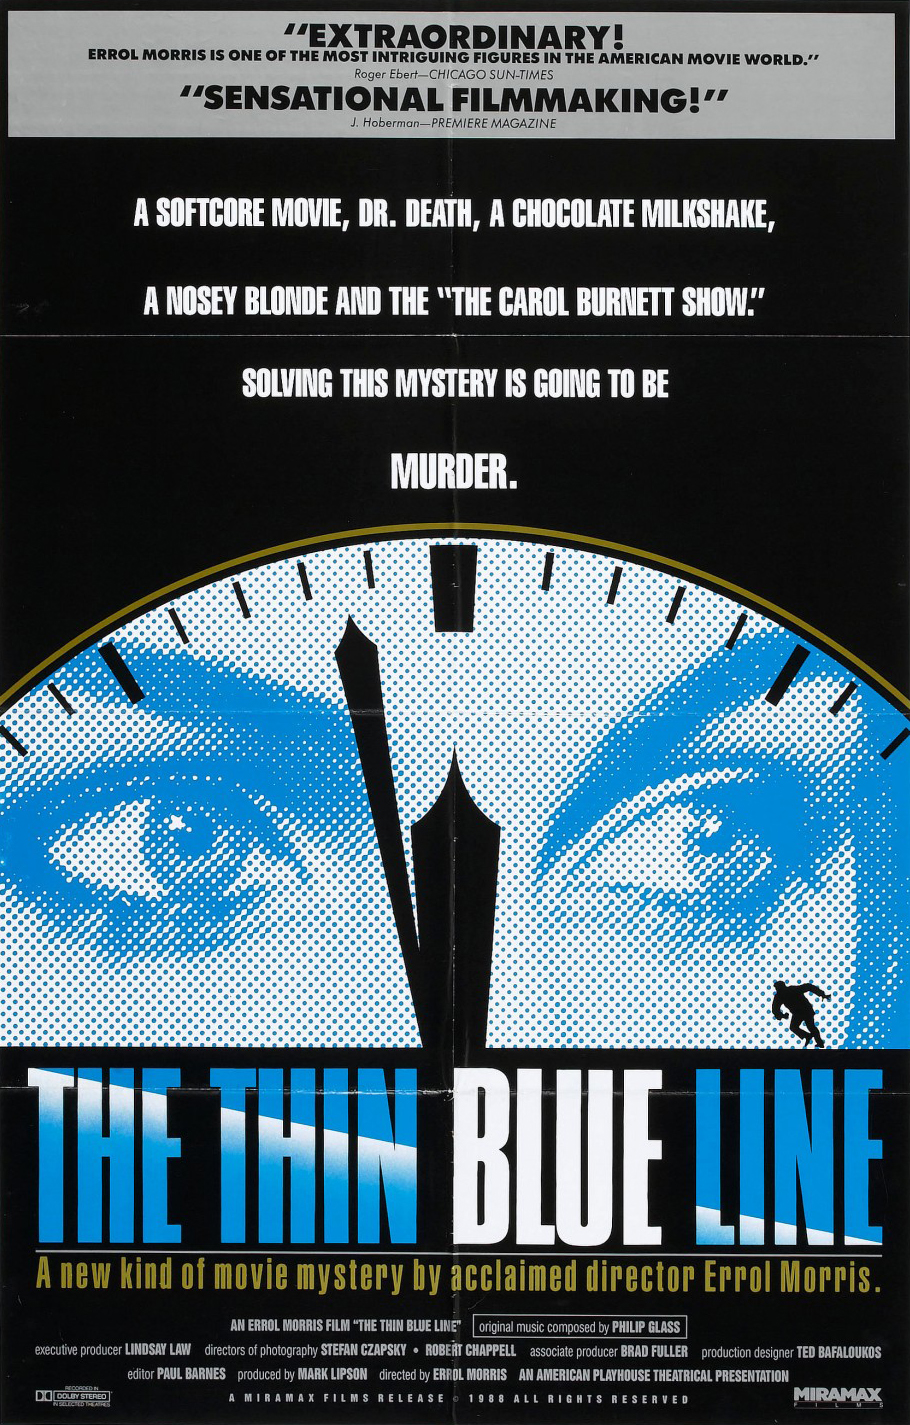 “EXTRAORDINARY!
ERROL MORRIS IS ONE OF THE MOST INTRIGUING FIGURES IN THE AMERICAN MOVIE WORLD.”
Roger Ebert—CHICAGO SUN-TIMES
“SENSATIONAL FILMMAKING!”
J. Hoberman—PREMIERE MAGAZINE
A SOFTCORE MOVIE, DR. DEATH, A CHOCOLATE MILKSHAKE,
A NOSEY BLONDE AND THE “THE CAROL BURNETT SHOW.”
SOLVING THIS MYSTERY IS GOING TO BE
MURDER.
THE THIN BLUE LINE
A new kind of movie mystery by acclaimed director Errol Morris.
AN ERROL MORRIS FILM “THE THIN BLUE LINE” original music composed by PHILIP GLASS
executive producer LINDSAY LAW directors of photography STEFAN CZAPSKY • ROBERT CHAPPELL associate producer BRAD FULLER production designer TED BAFALOUKOS
editor PAUL BARNES produced by MARK LIPSON directed by ERROL MORRIS AN AMERICAN PLAYHOUSE THEATRICAL PRESENTATION
RECORDED IN
DOLBY STEREO
IN SELECTED THEATRES
A MIRAMAX FILMS RELEASE © 1988 ALL RIGHTS RESERVED
MIRAMAX
FILMS